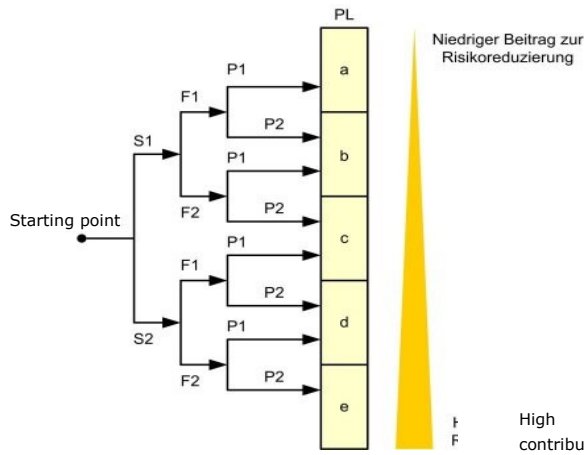 PL
Niedriger Beitrag zur
Risikoreduzierung
P1
a
F1
P2
S1
P1
b
F2
P2
Starting point
c
P1
F1
P2
S2
P1
d
F2
P2
e
High
contribu